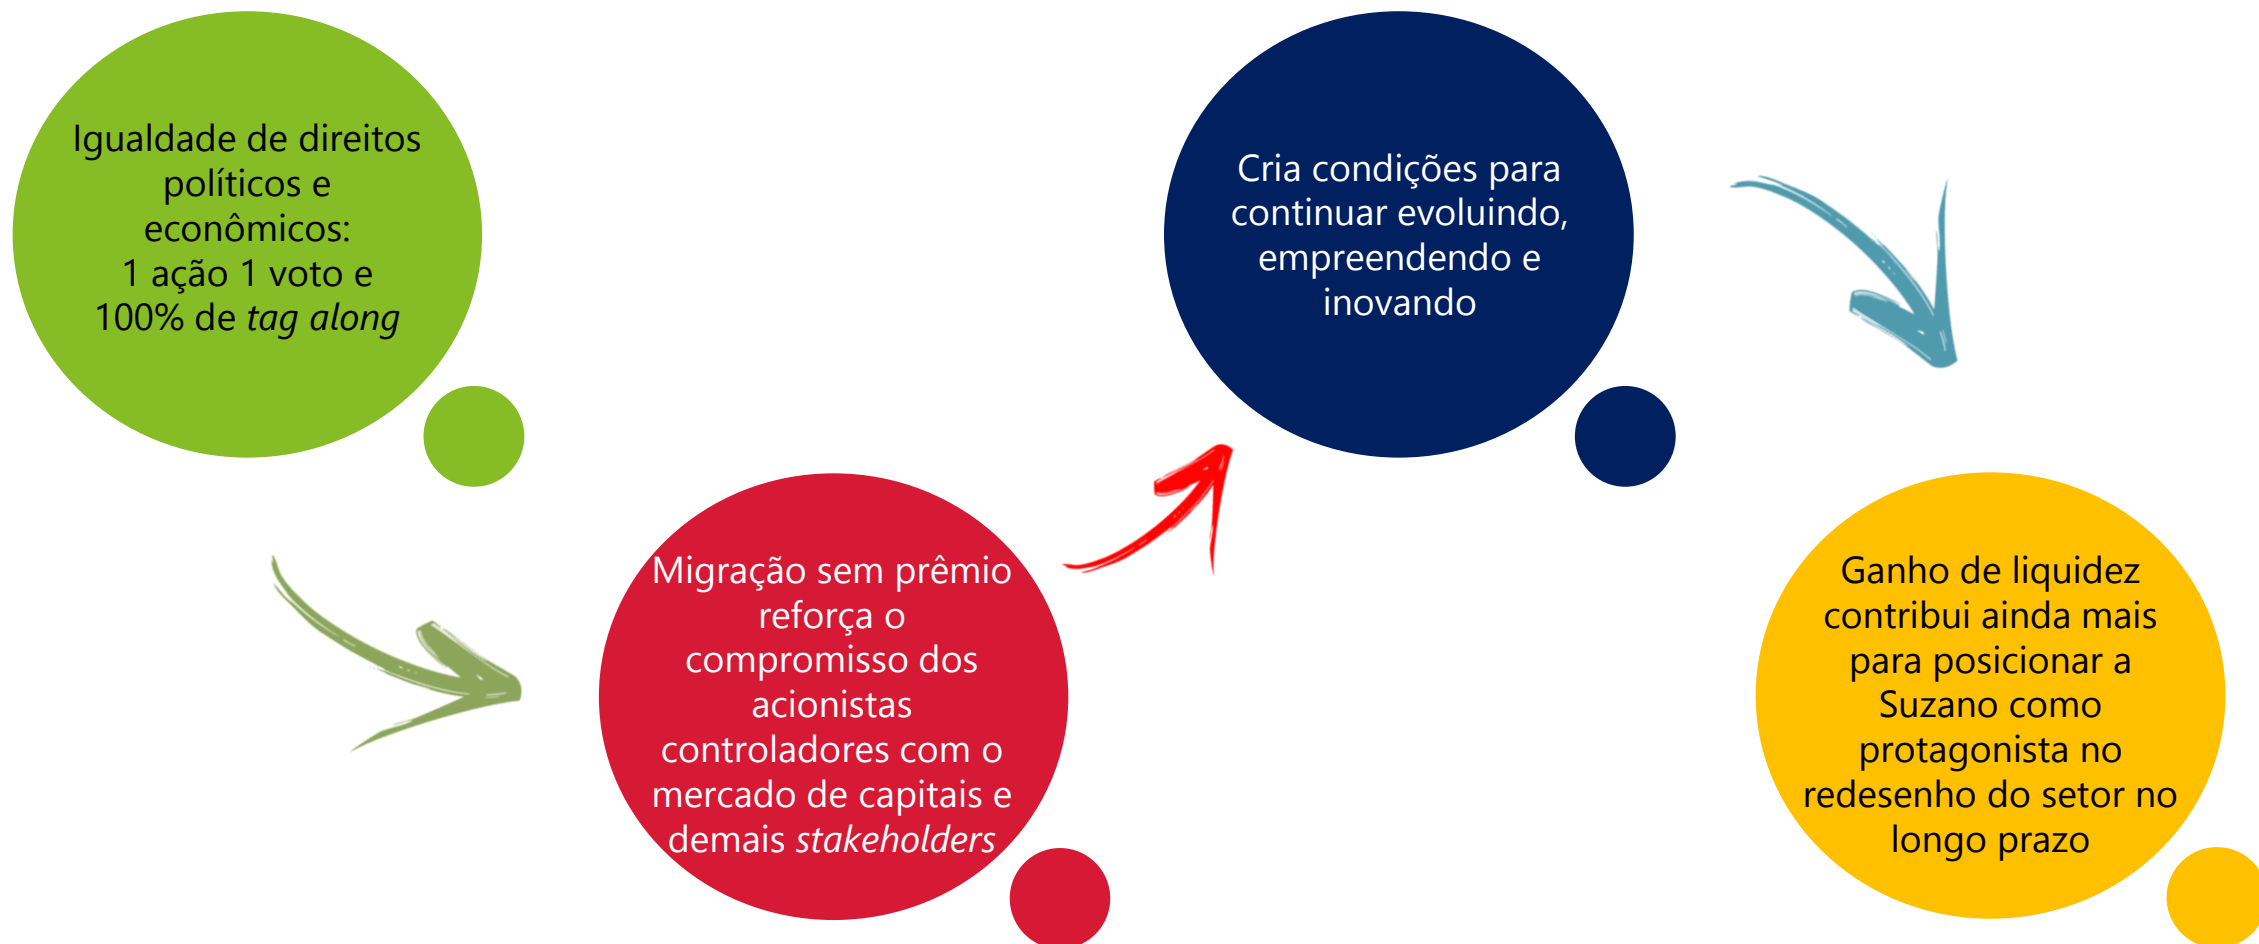 Igualdade de direitos
políticos e
econômicos:
1 ação 1 voto e
100% de tag along
Migração sem prêmio
reforça o
compromisso dos
acionistas
controladores com o
mercado de capitais e
demais stakeholders
Cria condições para
continuar evoluindo,
empreendendo e
inovando
Ganho de liquidez
contribui ainda mais
para posicionar a
Suzano como
protagonista no
redesenho do setor no
longo prazo